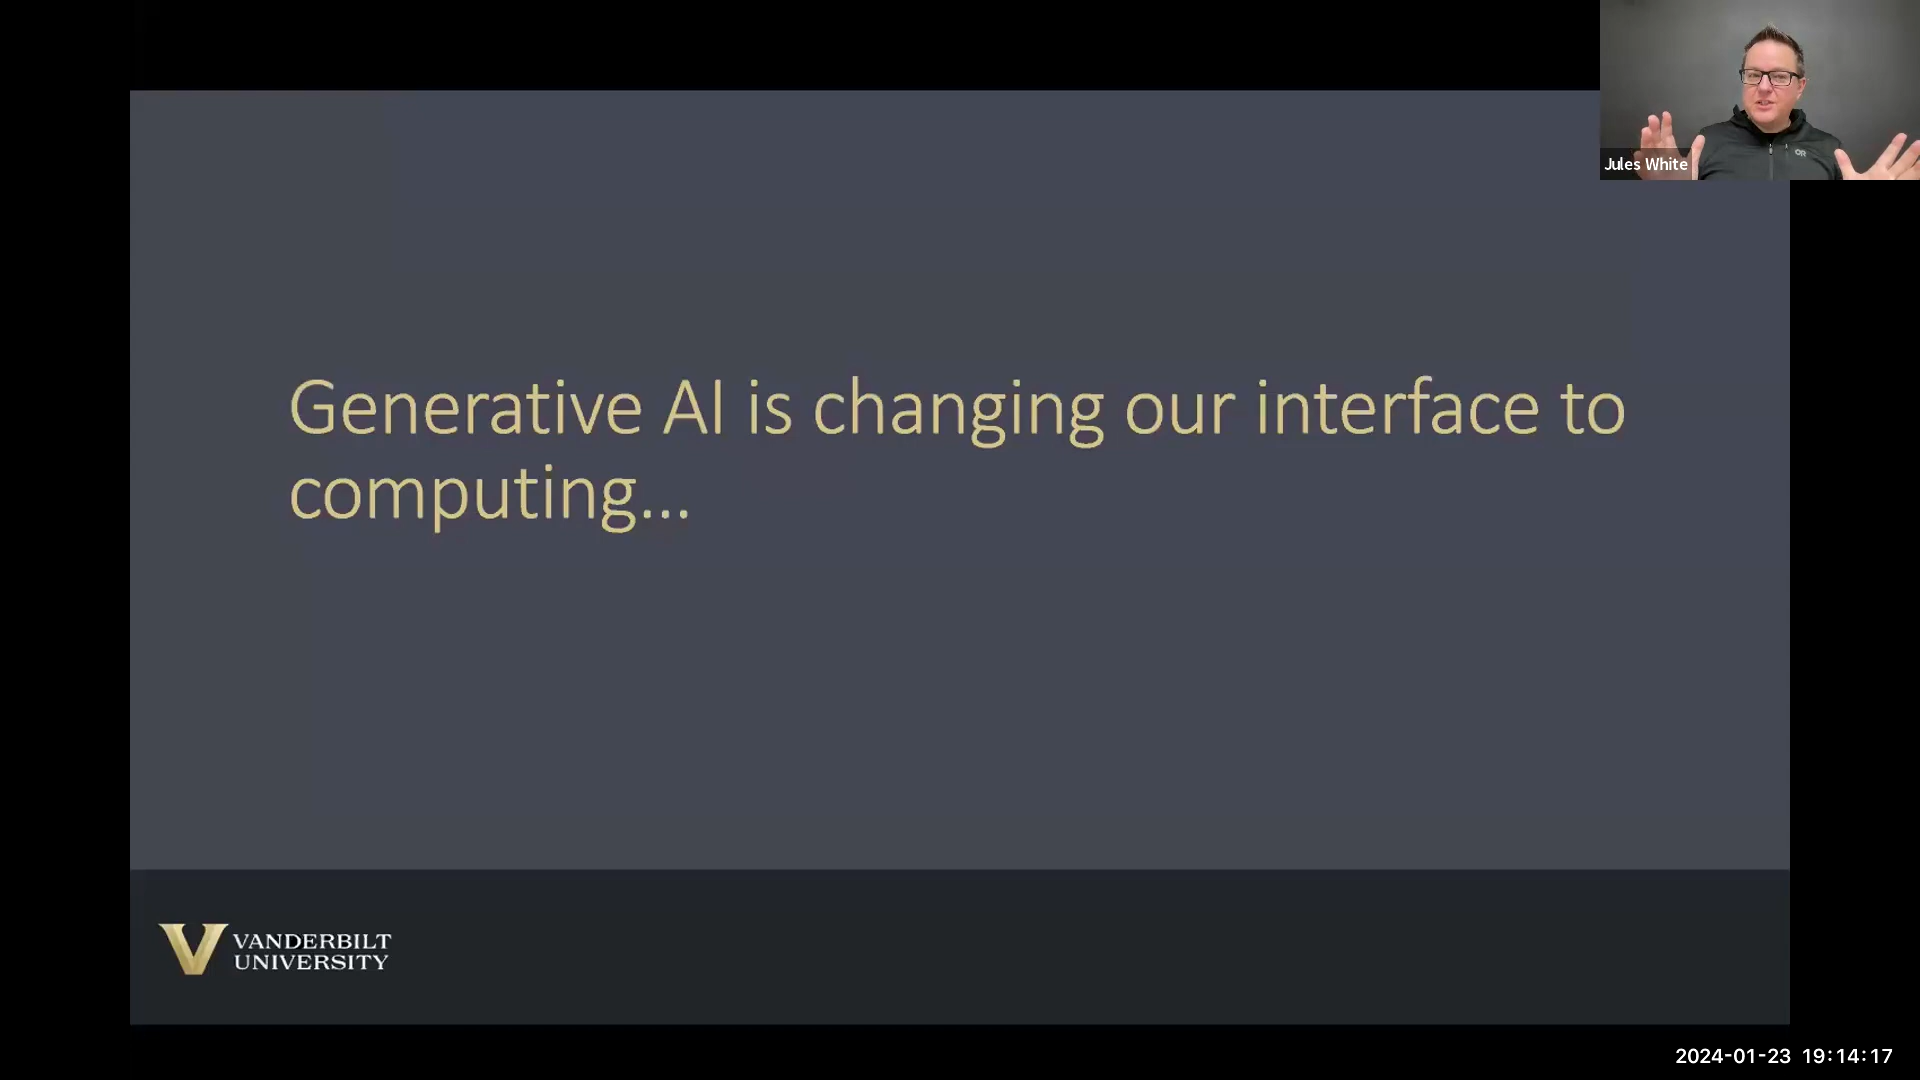 Jules White
Generative AI is changing our interface to
computing...
VANDERBILT
UNIVERSITY
2024-01-23 19:14:17